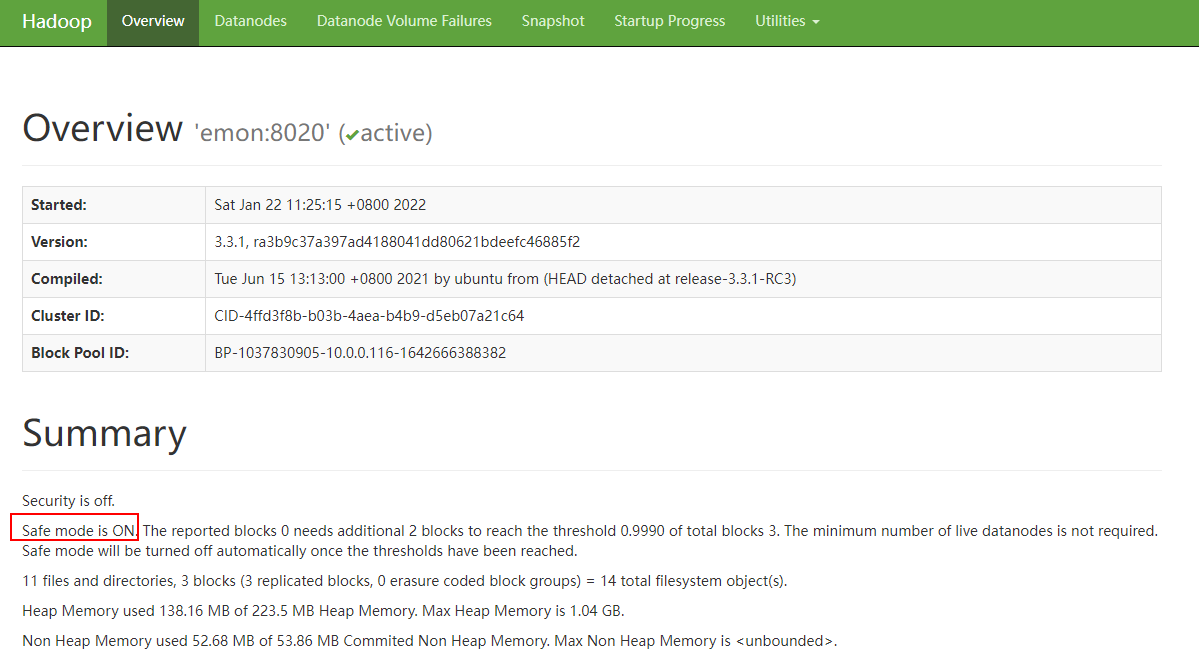 Hadoop Overview Datanodes Datanode Volume Failures Snapshot Startup Progress Utilities
Overview 'emon:8020' (✔active)
Started: Sat Jan 22 11:25:15 +0800 2022
Version: 3.3.1, ra3b9c37a397ad4188041dd80621bdeefc46885f2
Compiled: Tue Jun 15 13:13:00 +0800 2021 by ubuntu from (HEAD detached at release-3.3.1-RC3)
Cluster ID: CID-4ffd3f8b-b03b-4aea-b4b9-d5eb07a21c64
Block Pool ID: BP-1037830905-10.0.0.116-1642666388382
Summary
Security is off.
Safe mode is ON. The reported blocks 0 needs additional 2 blocks to reach the threshold 0.9990 of total blocks 3. The minimum number of live datanodes is not required.
Safe mode will be turned off automatically once the thresholds have been reached.
11 files and directories, 3 blocks (3 replicated blocks, 0 erasure coded block groups) = 14 total filesystem object(s).
Heap Memory used 138.16 MB of 223.5 MB Heap Memory. Max Heap Memory is 1.04 GB.
Non Heap Memory used 52.68 MB of 53.86 MB Commited Non Heap Memory. Max Non Heap Memory is <unbounded>.